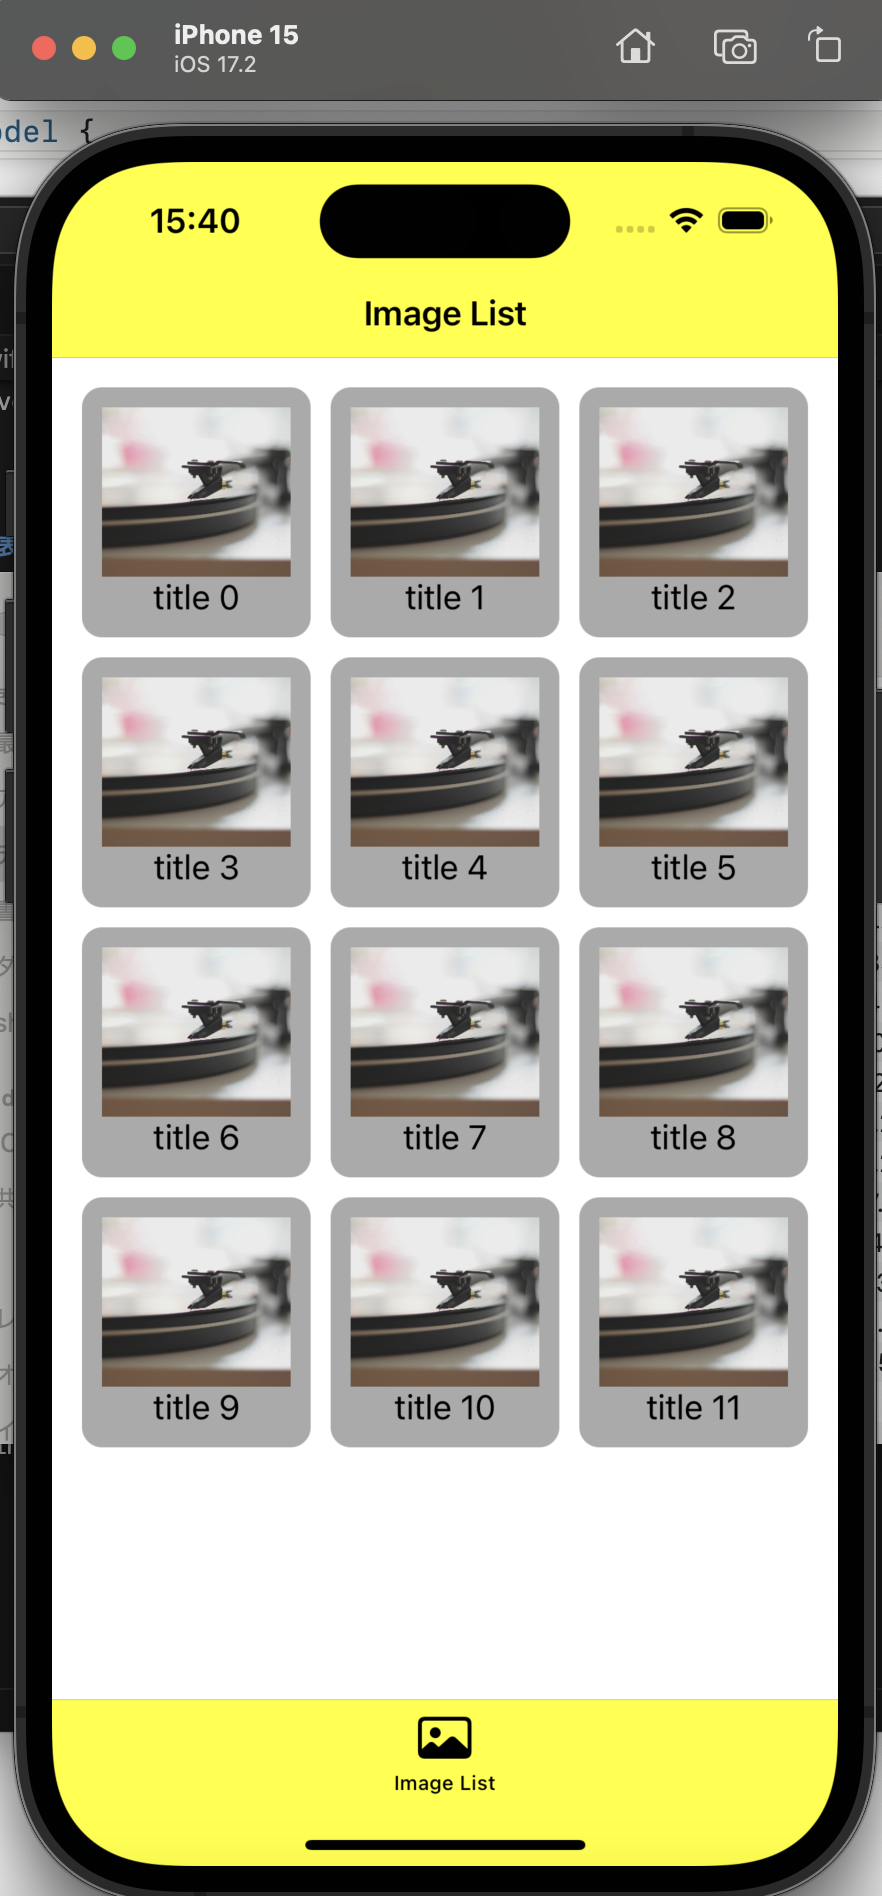 iPhone 15
iOS 17.2
odel {
15:40
Image List
title 0
title 1
title 2
title 3
title 4
title 5
title 6
title 7
title 8
title 9
title 10
title 11
Image List